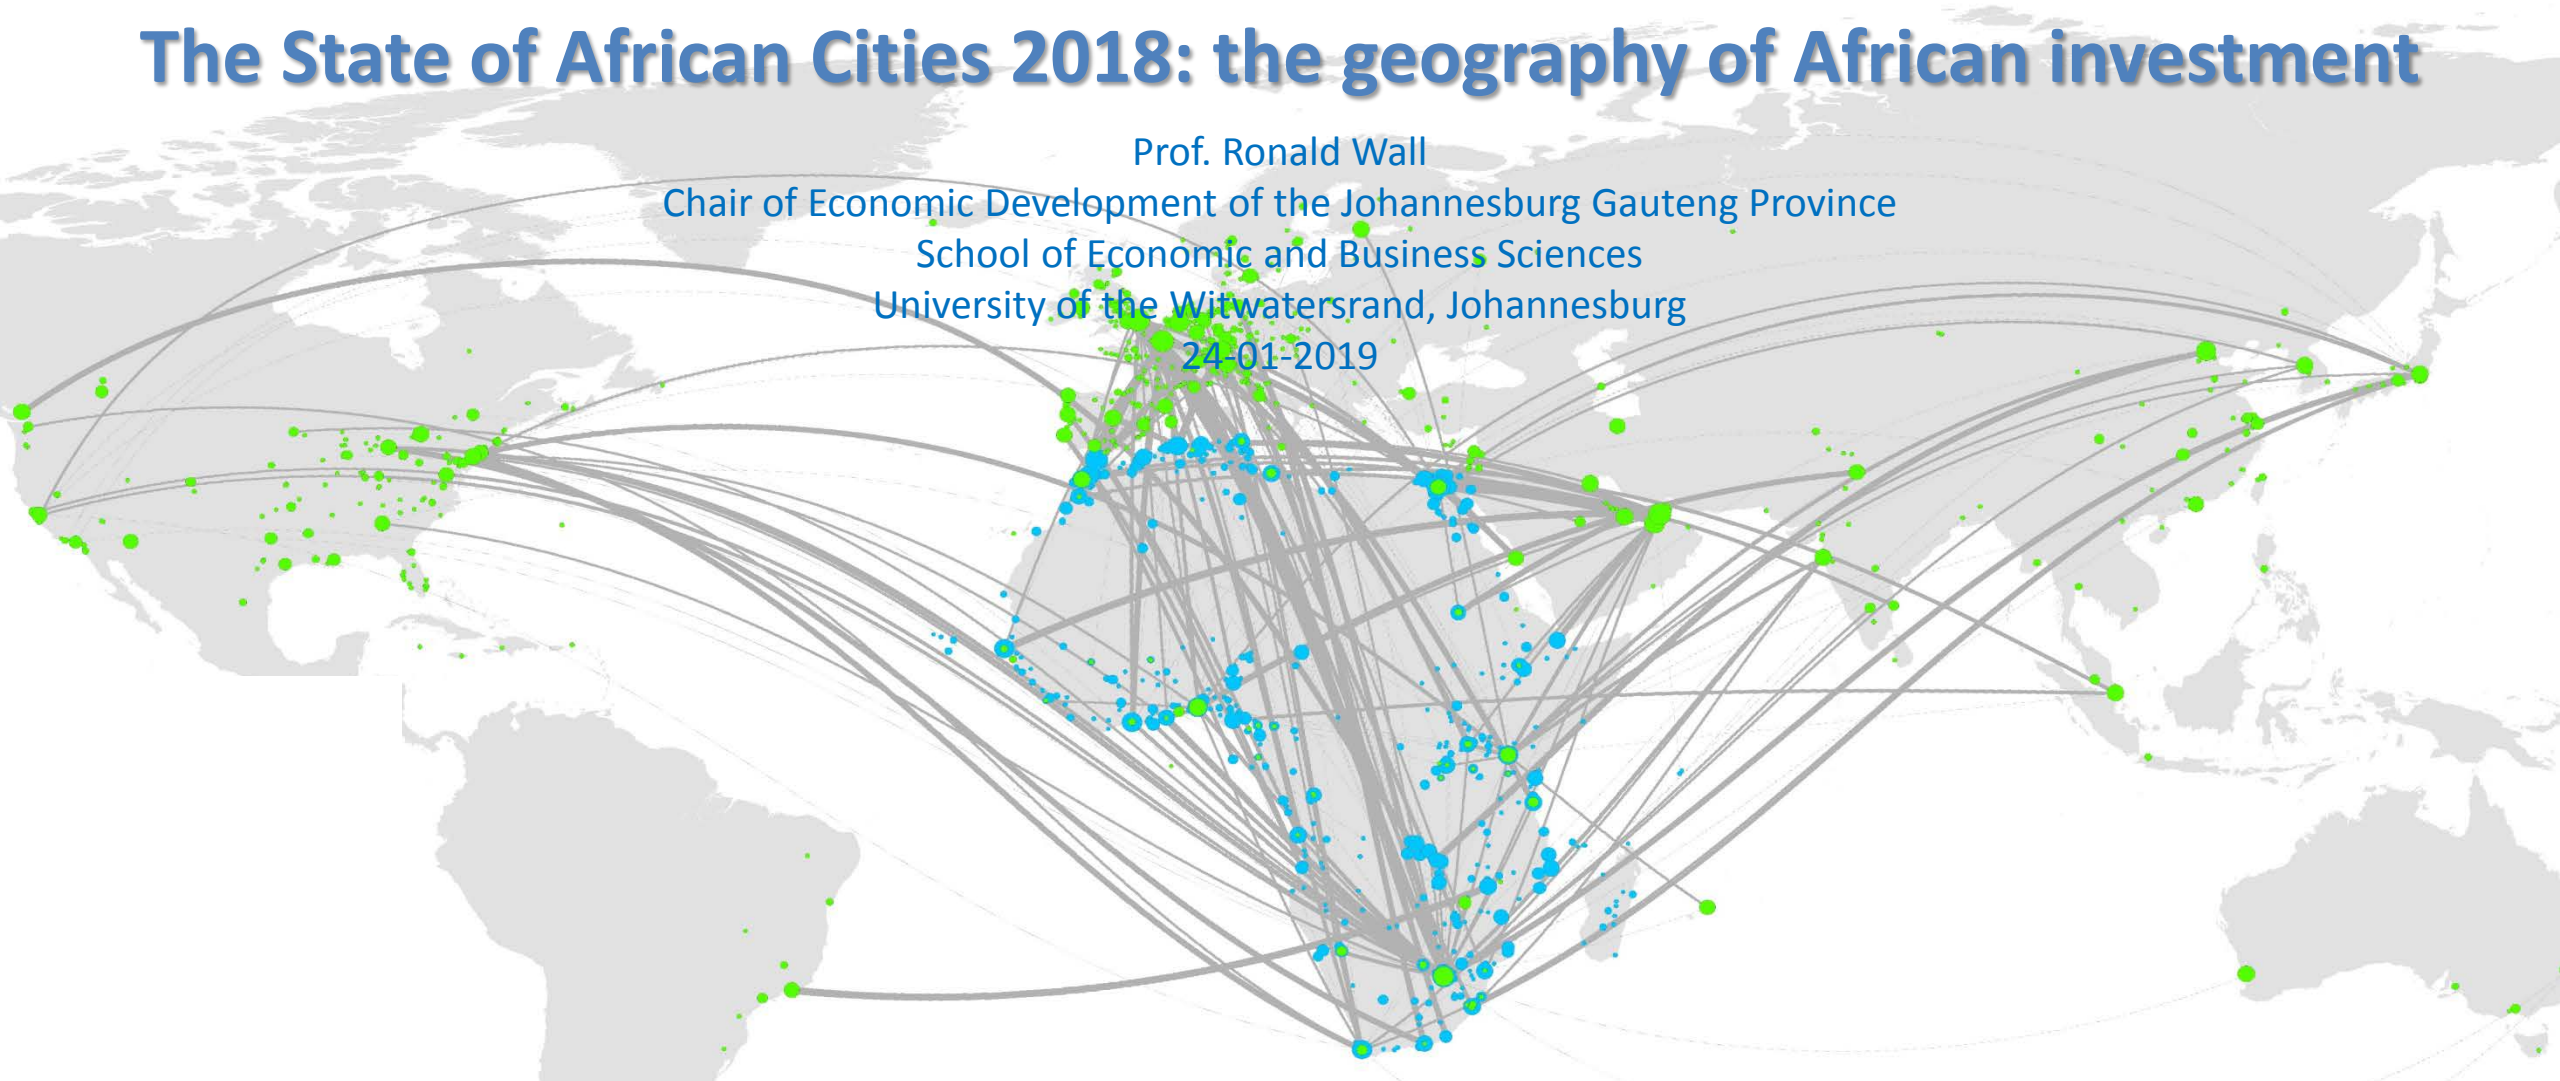 The State of African Cities 2018: the geography of African investment
Prof. Ronald Wall
Chair of Economic Development of the Johannesburg Gauteng Province
School of Economic and Business Sciences
University of the Witwatersrand, Johannesburg
24-01-2019